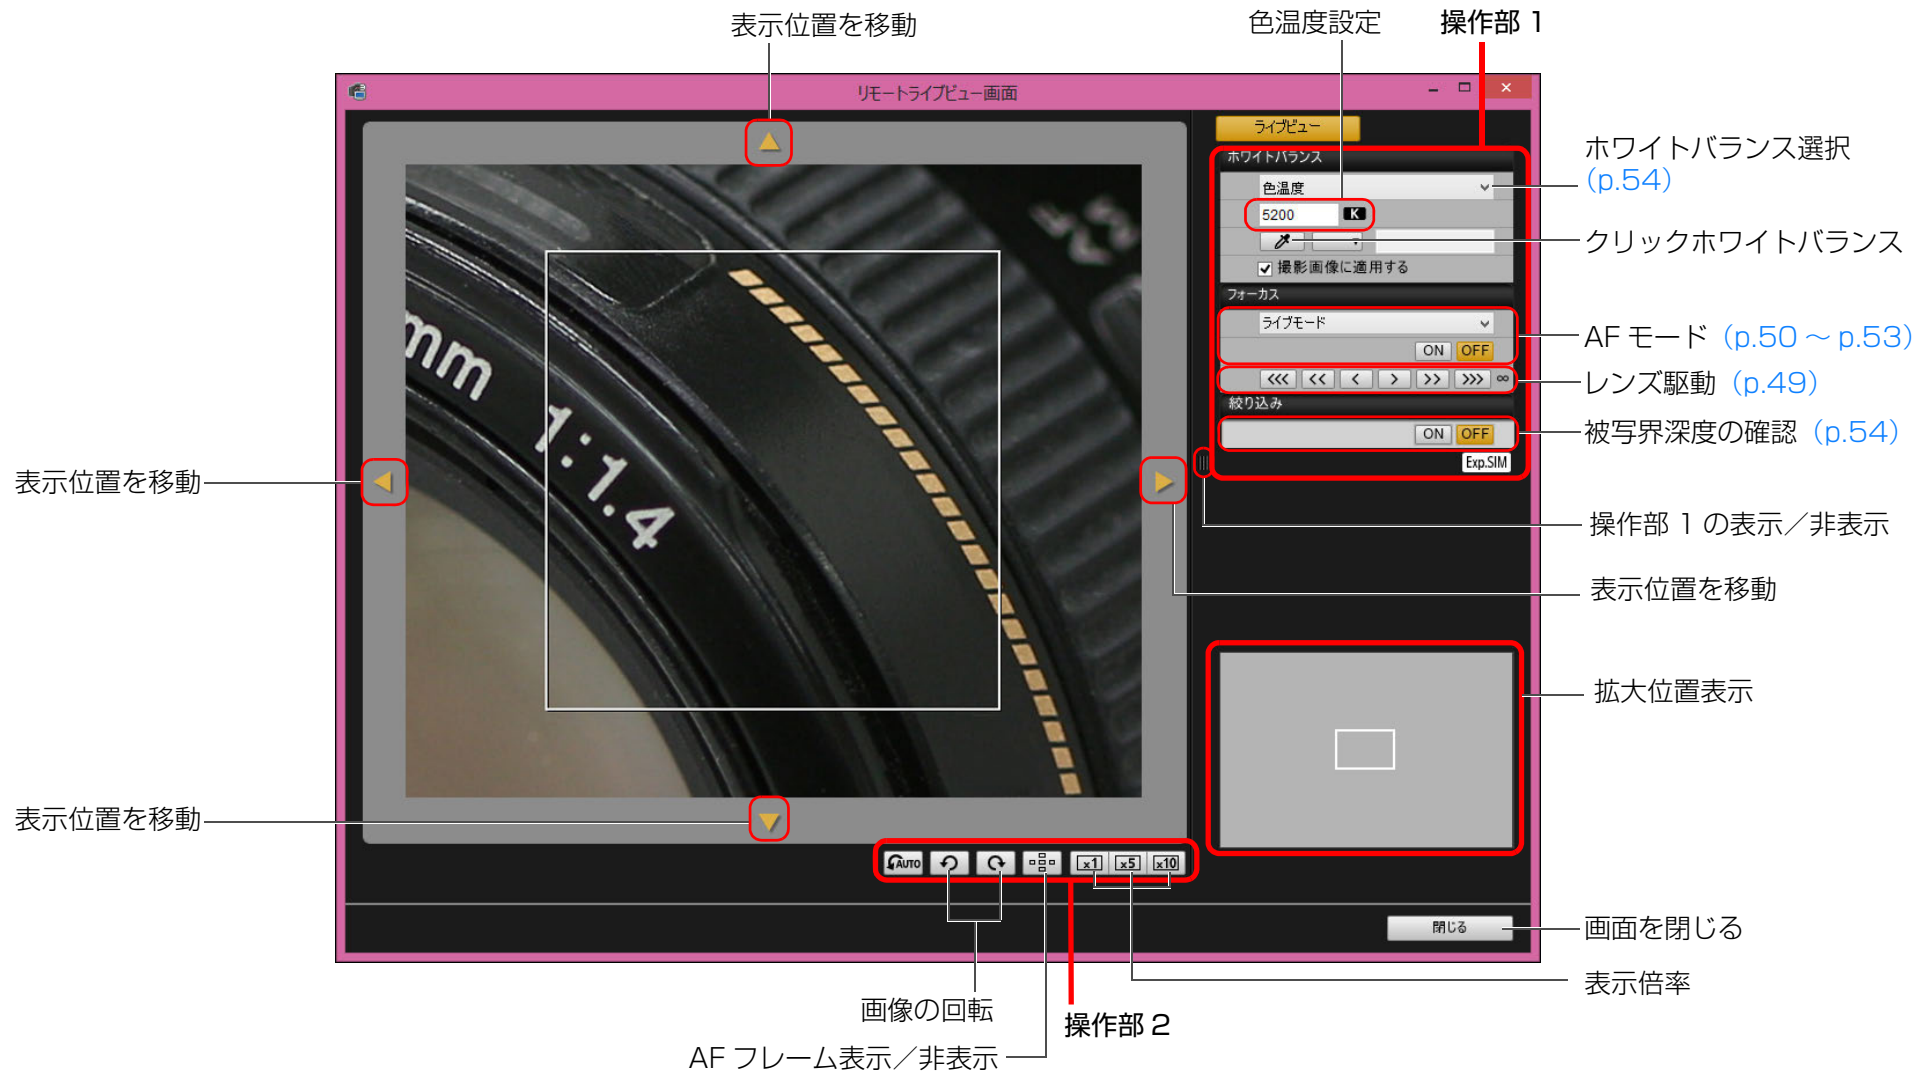 表示位置を移動
色温度設定
操作部 1
リモートライブビュー画面
ライブビュー
ホワイトバランス
色温度
5200 K
撮影画像に適用する
フォーカス
ライブモード
ON OFF
<<< << < > >> >>> ∞
絞り込み
ON OFF
Exp.SIM
ホワイトバランス選択
（p.54）
クリックホワイトバランス
AF モード（p.50 ～ p.53）
レンズ駆動（p.49）
被写界深度の確認（p.54）
操作部 1 の表示／非表示
表示位置を移動
拡大位置表示
表示位置を移動
表示位置を移動
mm 1:1.4
AUTO x1 x5 x10
閉じる
画面を閉じる
表示倍率
画像の回転
操作部 2
AF フレーム表示／非表示